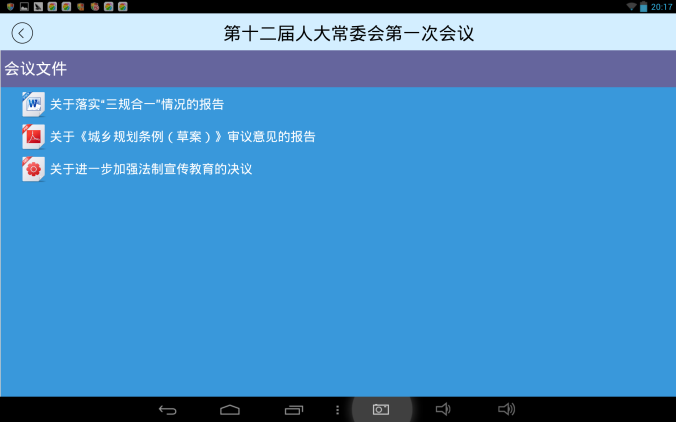 20:17
第十二届人大常委会第一次会议
会议文件
关于落实“三规合一”情况的报告
关于《城乡规划条例（草案）》审议意见的报告
关于进一步加强法制宣传教育的决议